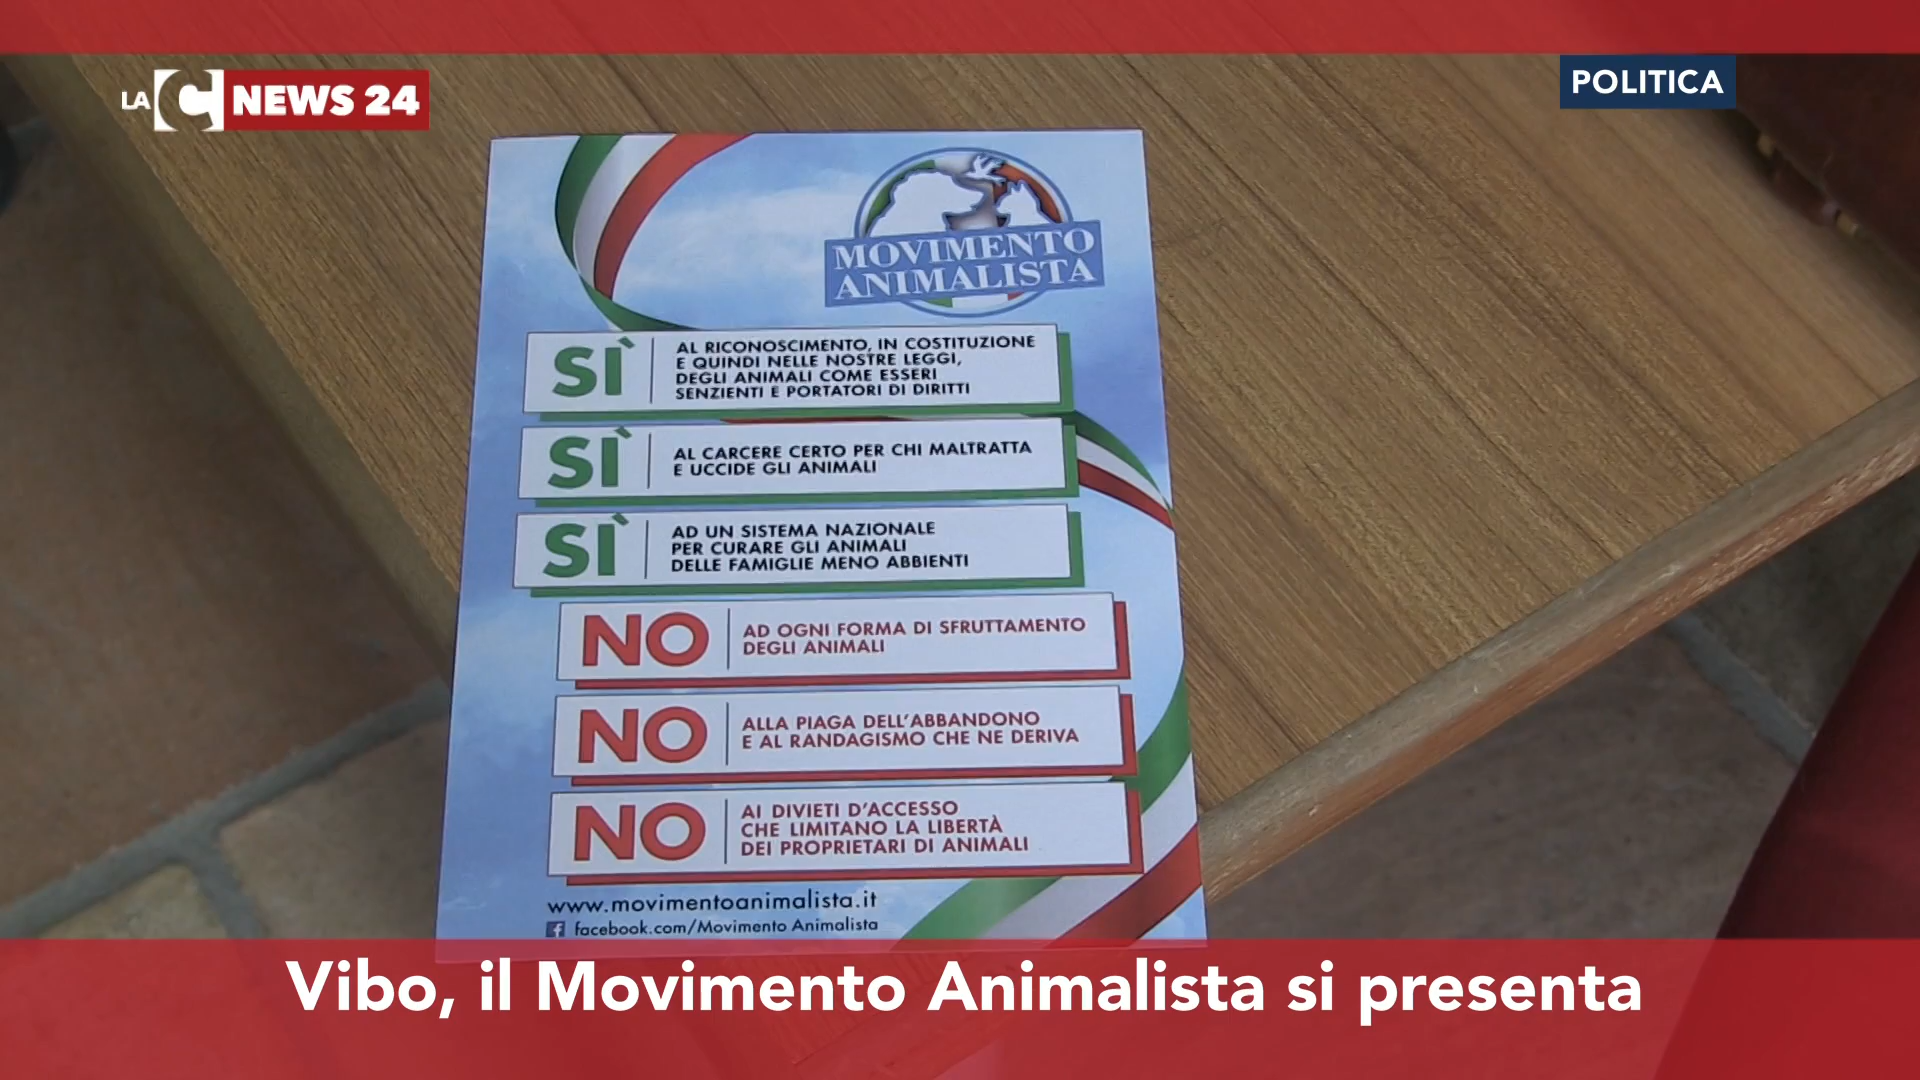 LA C NEWS 24
POLITICA
MOVIMENTO
ANIMALISTA
SÌ
AL RICONOSCIMENTO, IN COSTITUZIONE
E QUINDI NELLE NOSTRE LEGGI,
DEGLI ANIMALI COME ESSERI
SENZIENTI E PORTATORI DI DIRITTI
SÌ
AL CARCERE CERTO PER CHI MALTRATTA
E UCCIDE GLI ANIMALI
SÌ
AD UN SISTEMA NAZIONALE
PER CURARE GLI ANIMALI
DELLE FAMIGLIE MENO ABBIENTI
NO
AD OGNI FORMA DI SFRUTTAMENTO
DEGLI ANIMALI
NO
ALLA PIAGA DELL'ABBANDONO
E AL RANDAGISMO CHE NE DERIVA
NO
AI DIVIETI D'ACCESSO
CHE LIMITANO LA LIBERTÀ
DEI PROPRIETARI DI ANIMALI
www.movimentoanimalista.it
f facebook.com/Movimento Animalista
Vibo, il Movimento Animalista si presenta